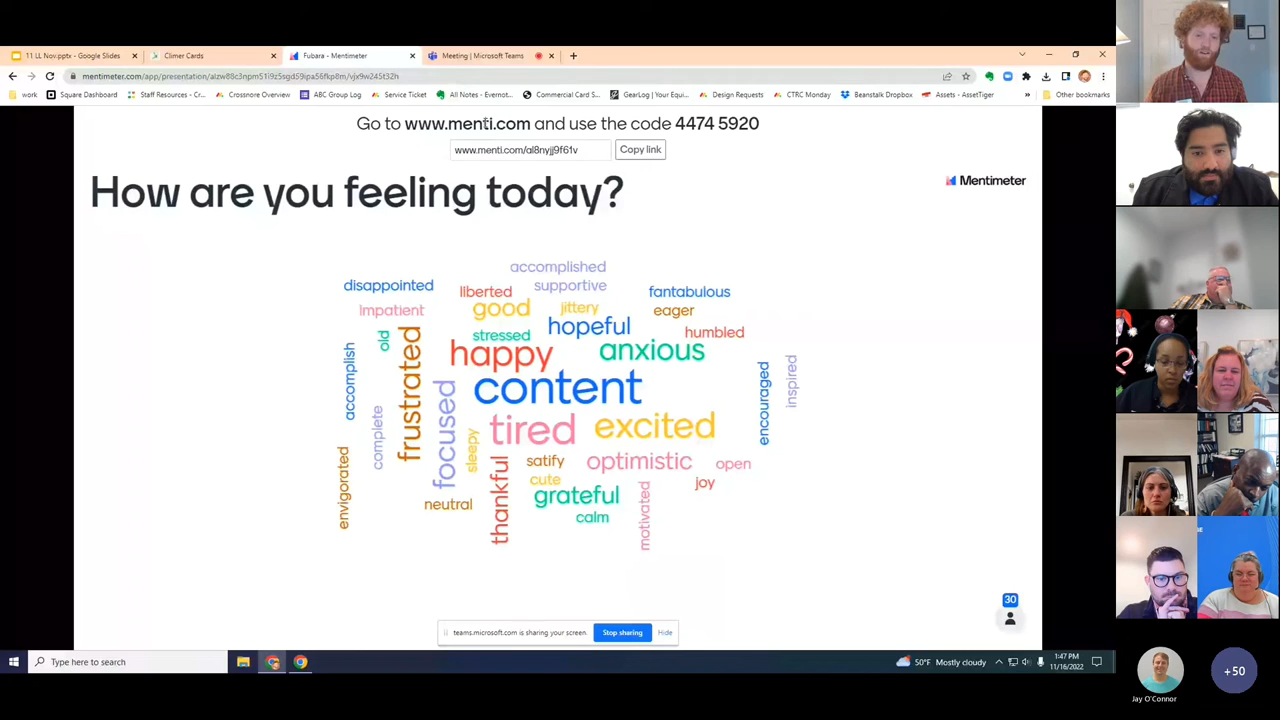 11 LL Nov.pptx - Google Slides
Climer Cards
Fubara - Mentimeter
Meeting | Microsoft Teams
work
Square Dashboard
Staff Resources - Cr...
Crossnore Overview
ABC Group Log
Service Ticket
All Notes - Evernot...
Commercial Card S...
GearLog | Your Equi...
Design Requests
CTRC Monday
Beanstalk Dropbox
Assets - AssetTiger
»
Other bookmarks
Go to www.menti.com and use the code 4474 5920
www.menti.com/al8nyjj9f61v
Copy link
How are you feeling today?
Mentimeter
accomplished
disappointed
liberted
supportive
fantabulous
Impatient
good
jittery
eager
old
stressed
hopeful
humbled
happy
anxious
accomplish
frustrated
content
encouraged
inspired
focused
complete
tired
excited
sleepy
envigorated
satify
optimistic
open
cute
joy
neutral
thankful
grateful
motivated
calm
30
teams.microsoft.com is sharing your screen.
Stop sharing
Hide
Type here to search
50°F Mostly cloudy
1:47 PM
11/16/2022
Jay O'Connor
+50